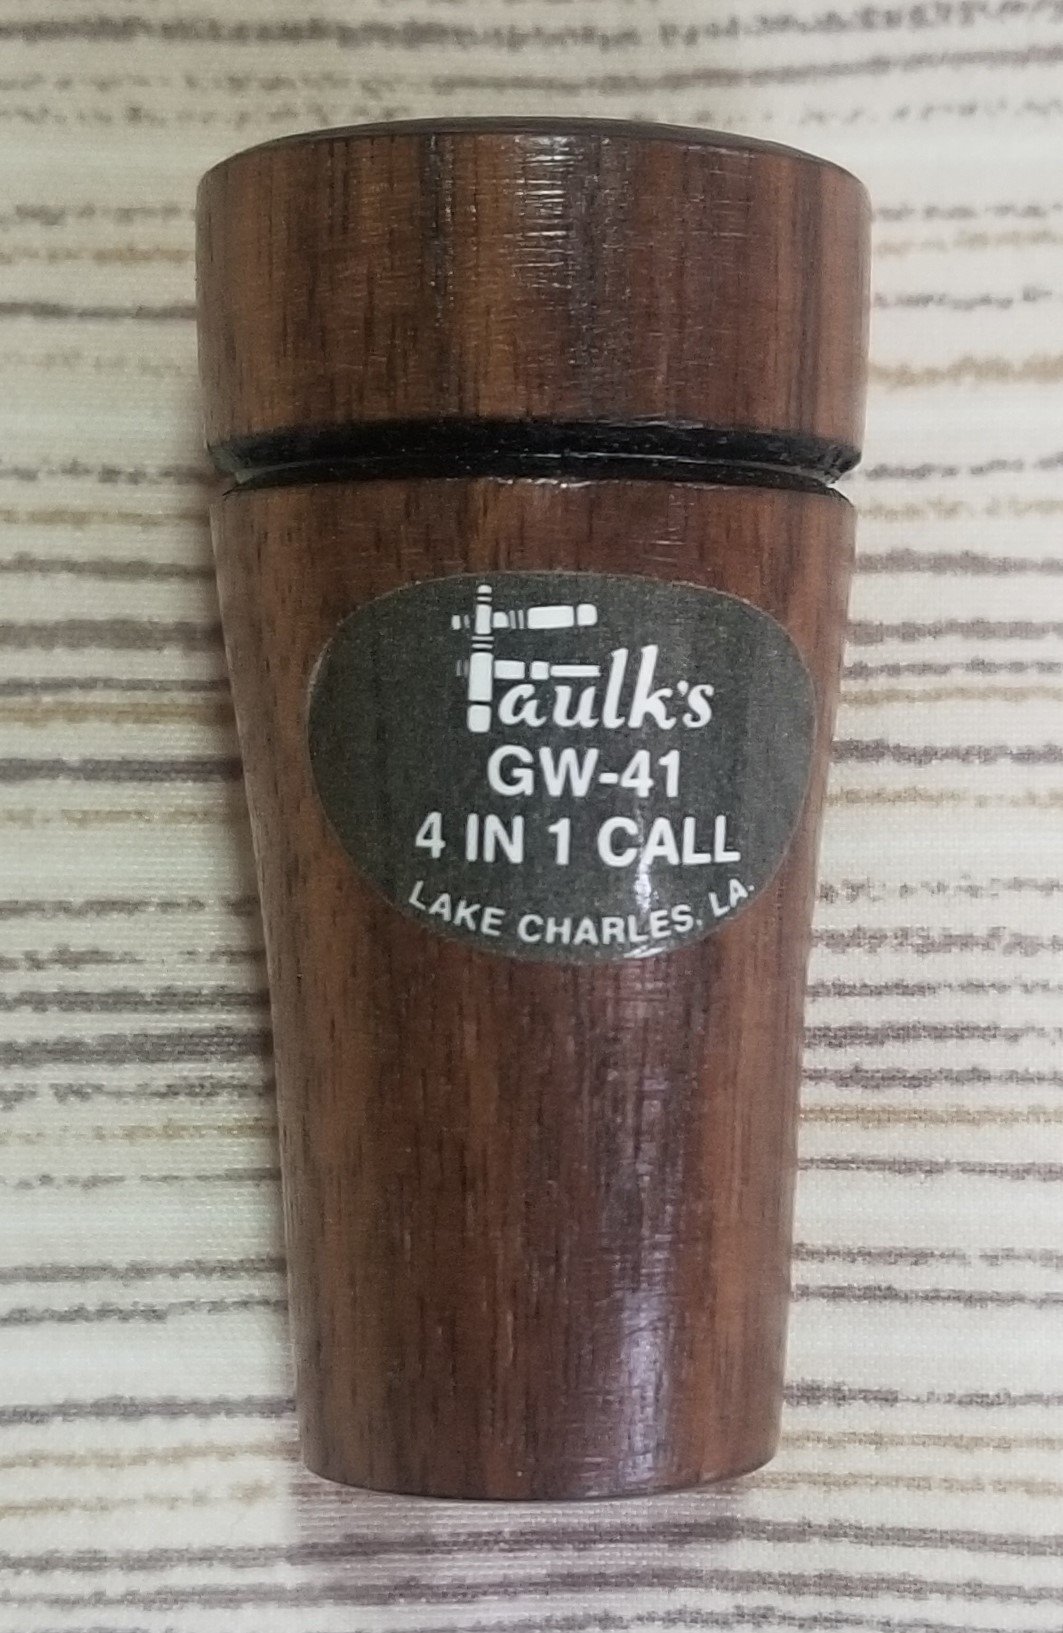 Faulk's
GW-41
4 IN 1 CALL
LAKE CHARLES, LA.